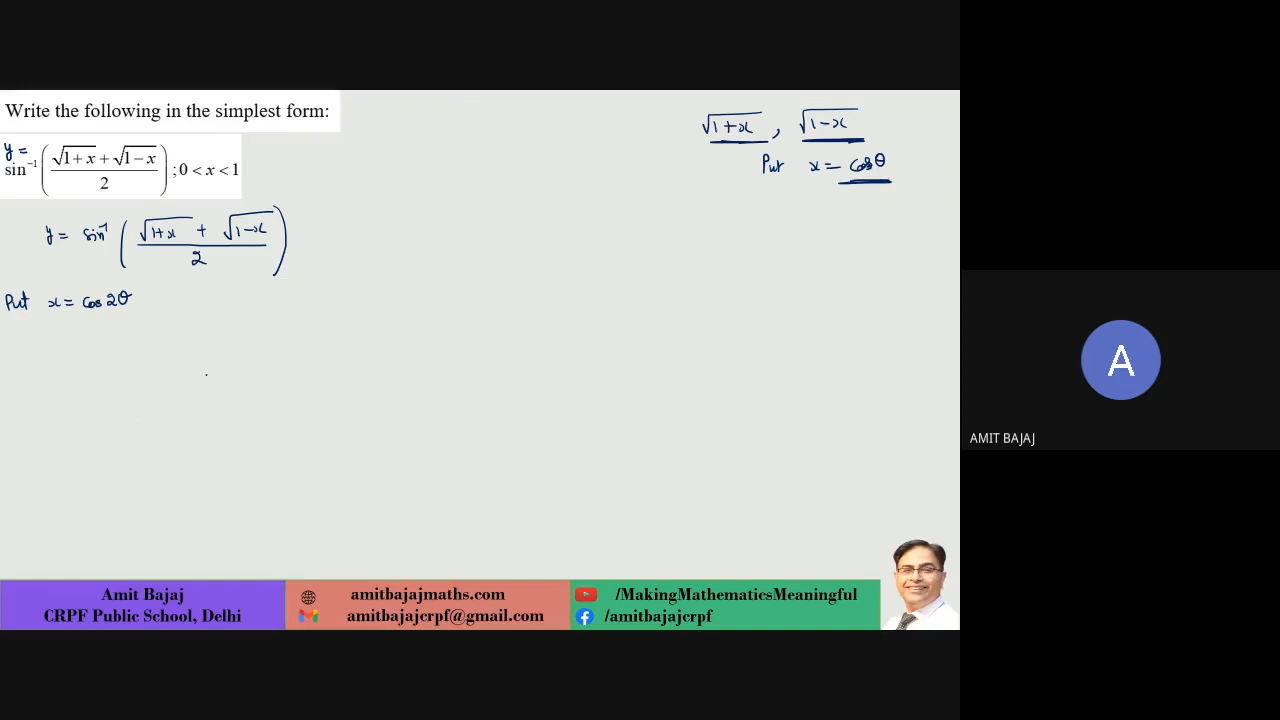 Write the following in the simplest form:
y =
sin⁻¹ ( (√(1+x) + √(1−x)) / 2 ) ; 0 < x < 1
√(1+x) , √(1−x)
Put x = cosθ
y = sin⁻¹ ( (√(1+x) + √(1−x)) / 2 )
Put x = cos 2θ
A
AMIT BAJAJ
Amit Bajaj
CRPF Public School, Delhi
amitbajajmaths.com
amitbajajcrpf@gmail.com
/MakingMathematicsMeaningful
/amitbajajcrpf